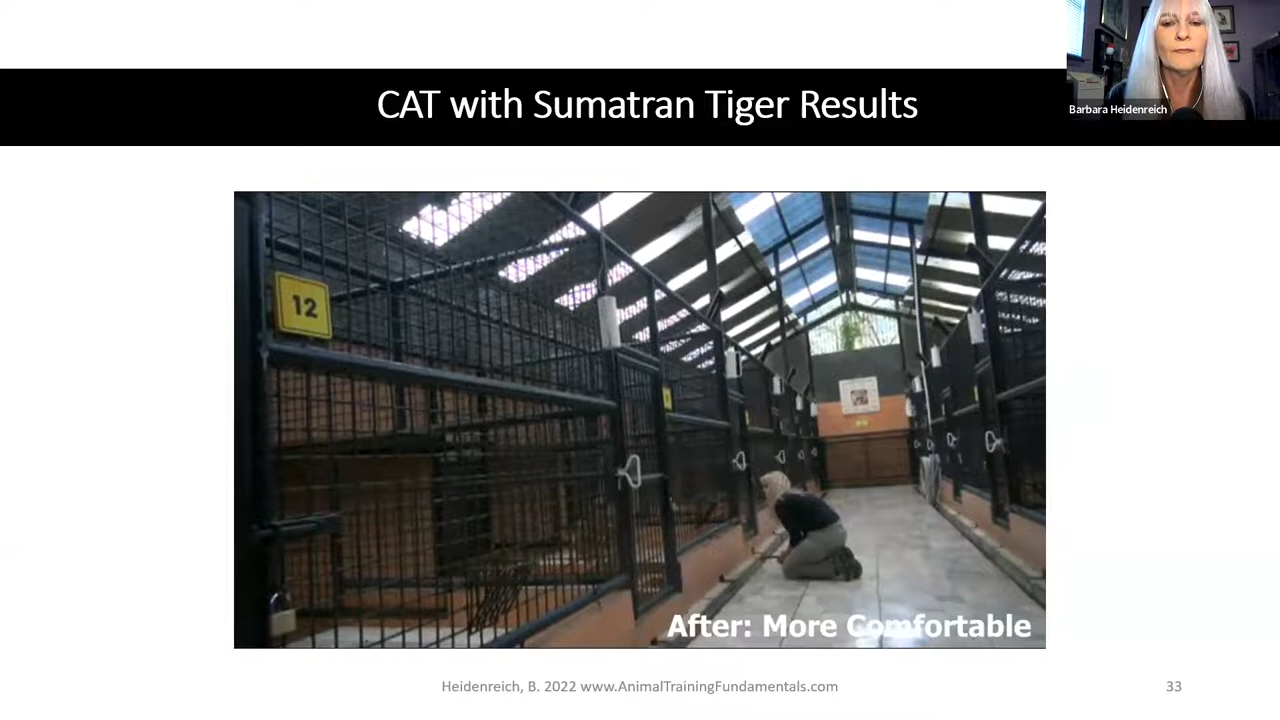 CAT with Sumatran Tiger Results
Barbara Heidenreich
12
After: More Comfortable
Heidenreich, B. 2022 www.AnimalTrainingFundamentals.com
33